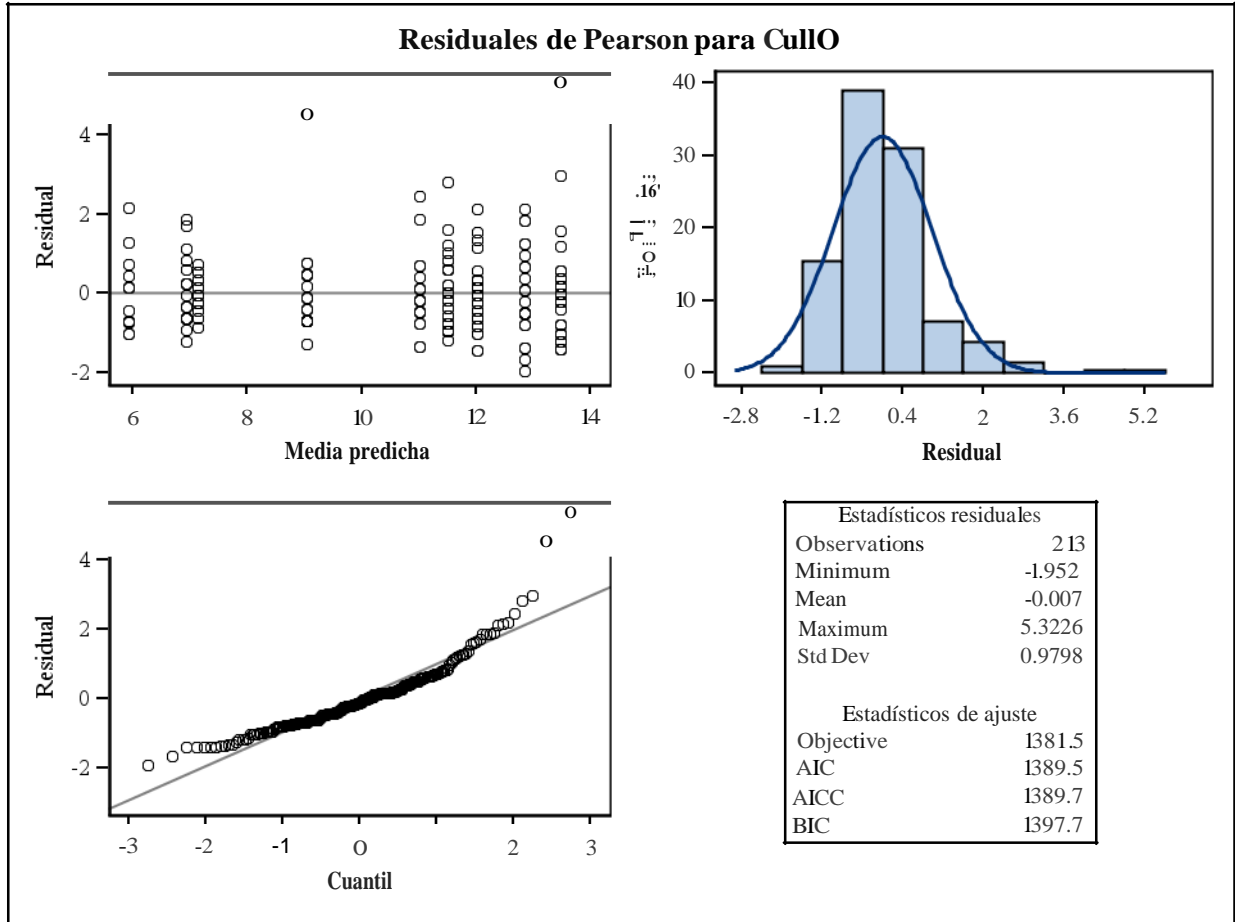 Residuales de Pearson para CullO
4
2
0
-2
Residual
6
8
10
12
14
Media predicha
40
30
20
10
0
-2.8
-1.2
0.4
2
3.6
5.2
Residual
4
2
0
-2
Residual
-3
-2
-1
O
2
3
Cuantil
Estadísticos residuales
Observations 213
Minimum -1.952
Mean -0.007
Maximum 5.3226
Std Dev 0.9798
Estadísticos de ajuste
Objective 1381.5
AIC 1389.5
AICC 1389.7
BIC 1397.7